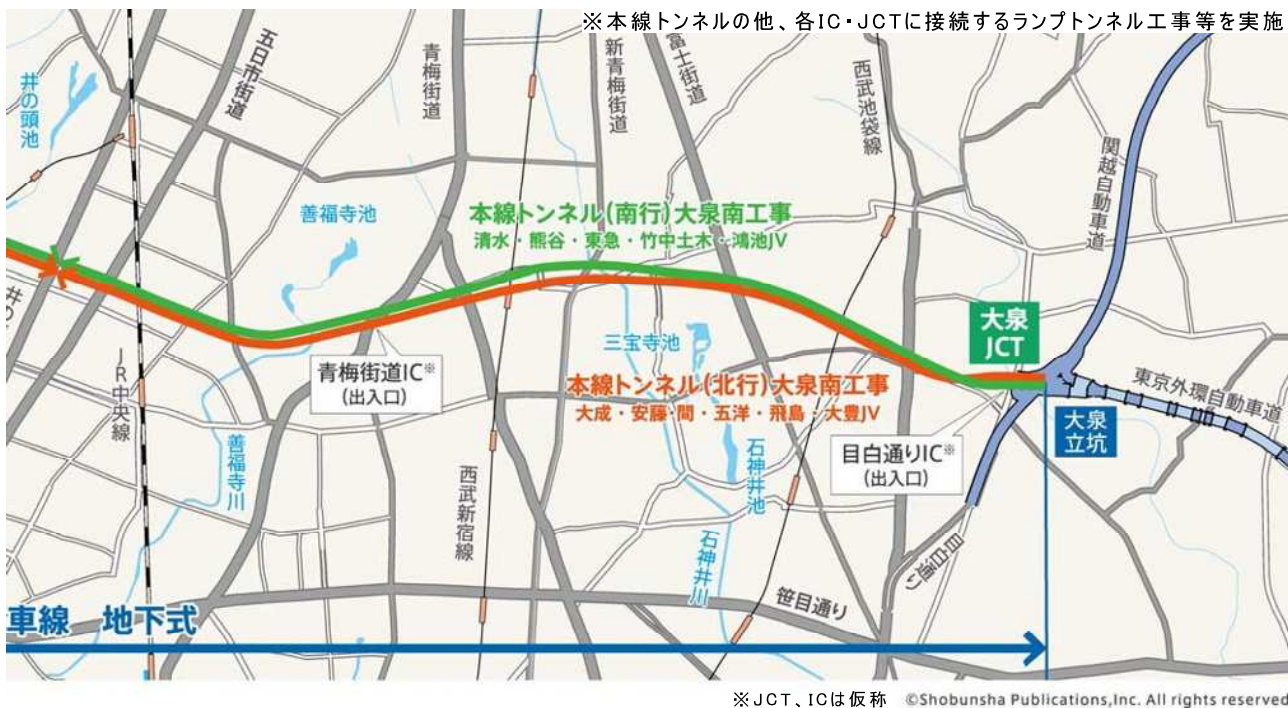 ※本線トンネルの他、各IC・JCTに接続するランプトンネル工事等を実施
井の頭池
五日市街道
青梅街道
新青梅街道
富士街道
西武池袋線
関越自動車道
善福寺池
本線トンネル(南行)大泉南工事
清水・熊谷・東急・竹中土木・鴻池JV
大泉
JCT
三宝寺池
青梅街道IC※
(出入口)
本線トンネル(北行)大泉南工事
大成・安藤・間・五洋・飛島・大豊JV
東京外環自動車道
大泉
立坑
井の
JR中央線
善福寺川
西武新宿線
石神井池
目白通りIC※
(出入口)
石神井川
目白通り
笹目通り
車線 地下式
※JCT、ICは仮称 ©Shobunsha Publications,Inc. All rights reserved